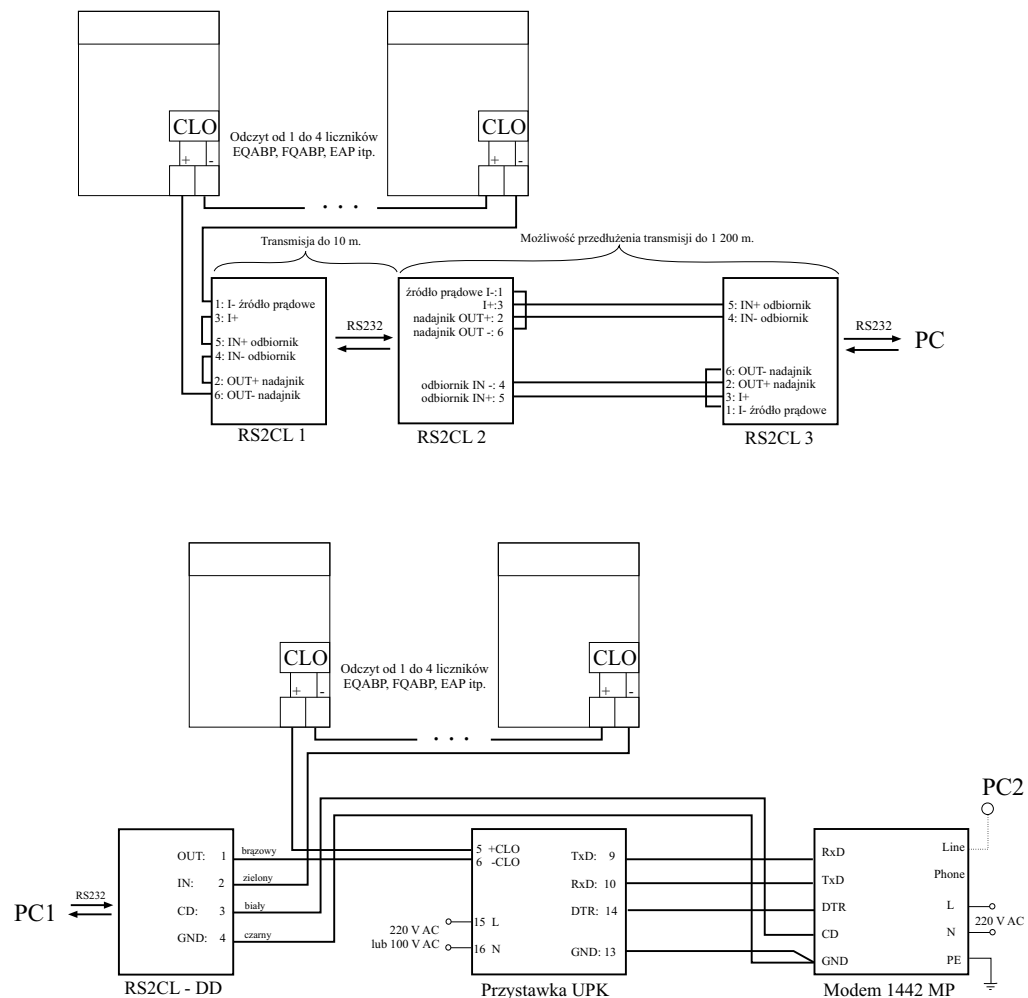 CLO
CLO
+ -
+ -
Odczyt od 1 do 4 liczników
EQABP, FQABP, EAP itp.
. . .
Transmisja do 10 m.
Możliwość przedłużenia transmisji do 1 200 m.
1: I- źródło prądowe
3: I+
5: IN+ odbiornik
4: IN- odbiornik
2: OUT+ nadajnik
6: OUT- nadajnik
RS2CL 1
RS232
źródło prądowe I-:1
I+:3
nadajnik OUT+: 2
nadajnik OUT -: 6
odbiornik IN -: 4
odbiornik IN+: 5
RS2CL 2
5: IN+ odbiornik
4: IN- odbiornik
6: OUT- nadajnik
2: OUT+ nadajnik
3: I+
1: I- źródło prądowe
RS2CL 3
RS232
PC
CLO
CLO
+ -
+ -
Odczyt od 1 do 4 liczników
EQABP, FQABP, EAP itp.
. . .
PC1
RS232
OUT: 1
IN: 2
CD: 3
GND: 4
RS2CL - DD
brązowy
zielony
biały
czarny
5 +CLO
6 -CLO
220 V AC
lub 100 V AC
15 L
16 N
TxD: 9
RxD: 10
DTR: 14
GND: 13
Przystawka UPK
RxD
TxD
DTR
CD
GND
Line
Phone
L
N
PE
Modem 1442 MP
PC2
220 V AC